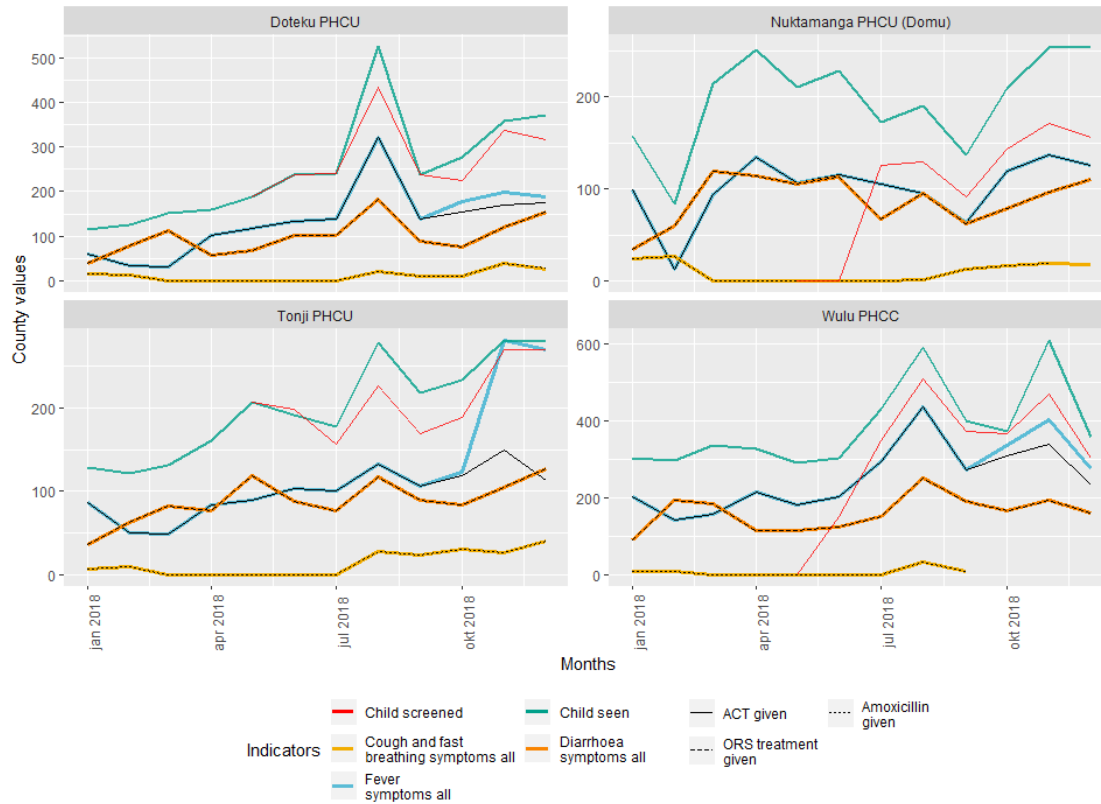 Doteku PHCU
Nuktamanga PHCU (Domu)
500
400
300
200
100
0
200
100
0
County values
Tonji PHCU
Wulu PHCC
200
100
0
600
400
200
0
jan 2018
apr 2018
jul 2018
okt 2018
jan 2018
apr 2018
jul 2018
okt 2018
Months
Indicators
Child screened
Child seen
ACT given
Amoxicillin
given
Cough and fast
breathing symptoms all
Diarrhoea
symptoms all
ORS treatment
given
Fever
symptoms all